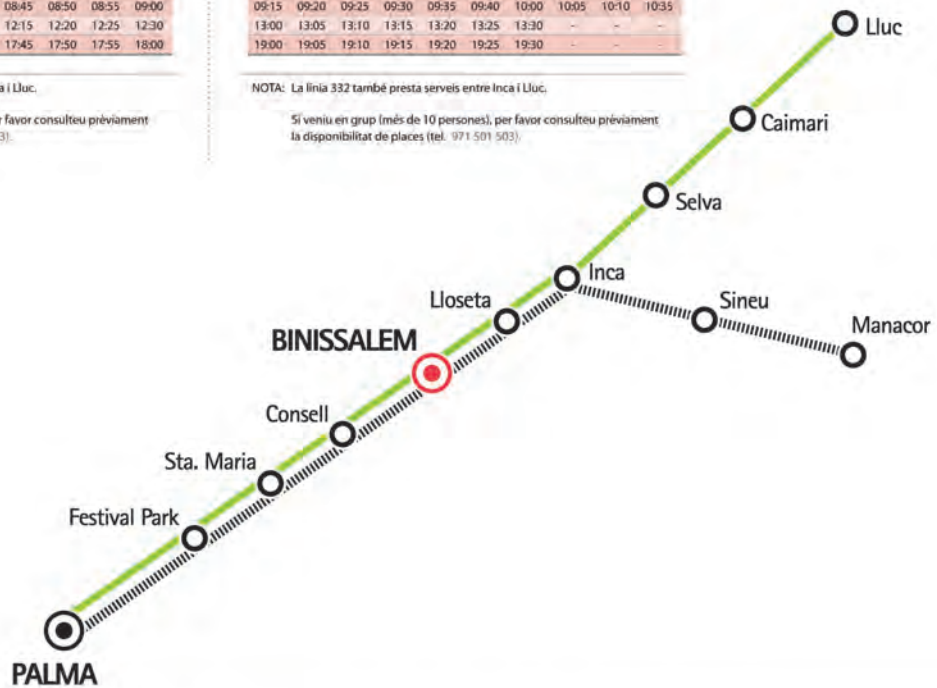 08:45 08:50 08:55 09:00
12:15 12:20 12:25 12:30
17:45 17:50 17:55 18:00
a i Lluc.
favor consulteu prèviament
09:15 09:20 09:25 09:30 09:35 09:40 10:00 10:05 10:10 10:35
13:00 13:05 13:10 13:15 13:20 13:25 13:30 - - -
19:00 19:05 19:10 19:15 19:20 19:25 19:30 - - -
NOTA: La línia 332 també presta serveis entre Inca i Lluc.
Si veniu en grup (més de 10 persones), per favor consulteu prèviament
la disponibilitat de places (tel. 971 501 503).
Lluc
Caimari
Selva
Inca
Lloseta
Sineu
Manacor
BINISSALEM
Consell
Sta. Maria
Festival Park
PALMA